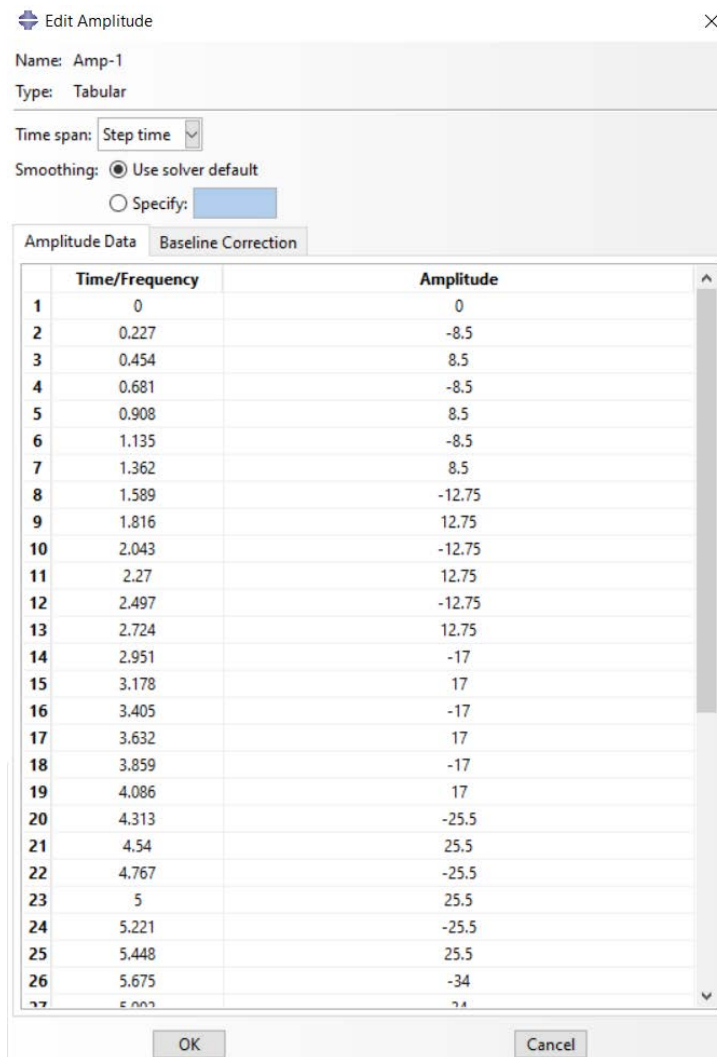 Edit Amplitude
Name: Amp-1
Type: Tabular
Time span: Step time
Smoothing: Use solver default
Specify:
Amplitude Data Baseline Correction
Time/Frequency Amplitude
1 0 0
2 0.227 -8.5
3 0.454 8.5
4 0.681 -8.5
5 0.908 8.5
6 1.135 -8.5
7 1.362 8.5
8 1.589 -12.75
9 1.816 12.75
10 2.043 -12.75
11 2.27 12.75
12 2.497 -12.75
13 2.724 12.75
14 2.951 -17
15 3.178 17
16 3.405 -17
17 3.632 17
18 3.859 -17
19 4.086 17
20 4.313 -25.5
21 4.54 25.5
22 4.767 -25.5
23 5 25.5
24 5.221 -25.5
25 5.448 25.5
26 5.675 -34
OK Cancel